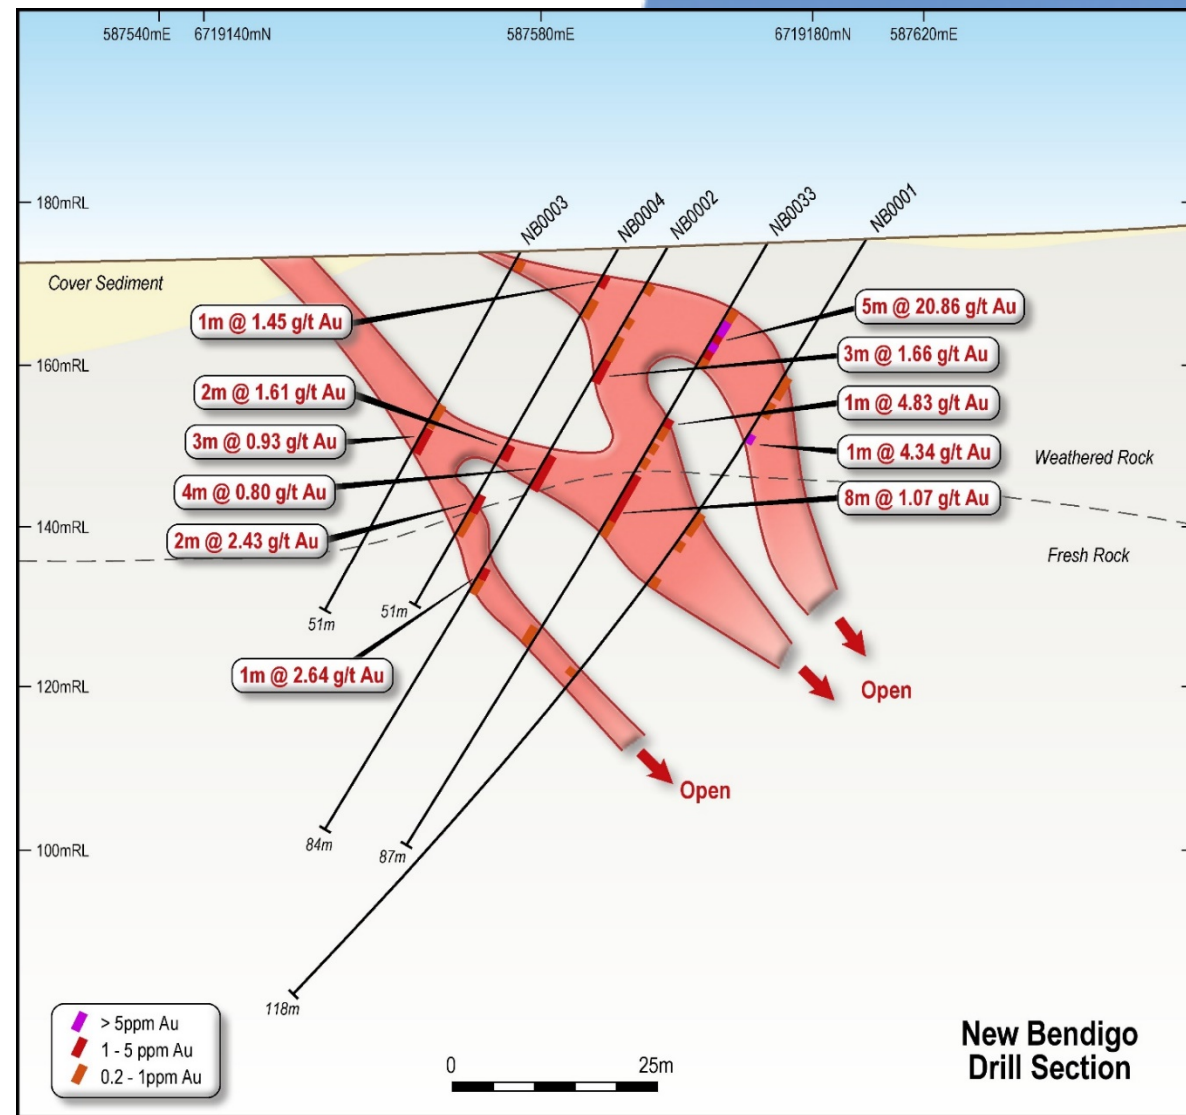 587540mE 6719140mN 587580mE 6719180mN 587620mE
180mRL
NB0003 NB0004 NB0002 NB0033 NB0001
Cover Sediment
1m @ 1.45 g/t Au
5m @ 20.86 g/t Au
3m @ 1.66 g/t Au
160mRL
2m @ 1.61 g/t Au
1m @ 4.83 g/t Au
3m @ 0.93 g/t Au
1m @ 4.34 g/t Au
Weathered Rock
4m @ 0.80 g/t Au
8m @ 1.07 g/t Au
140mRL
2m @ 2.43 g/t Au
Fresh Rock
51m
51m
1m @ 2.64 g/t Au
120mRL
Open
Open
100mRL
84m
87m
118m
> 5ppm Au
1 - 5 ppm Au
0.2 - 1ppm Au
0 25m
New Bendigo
Drill Section